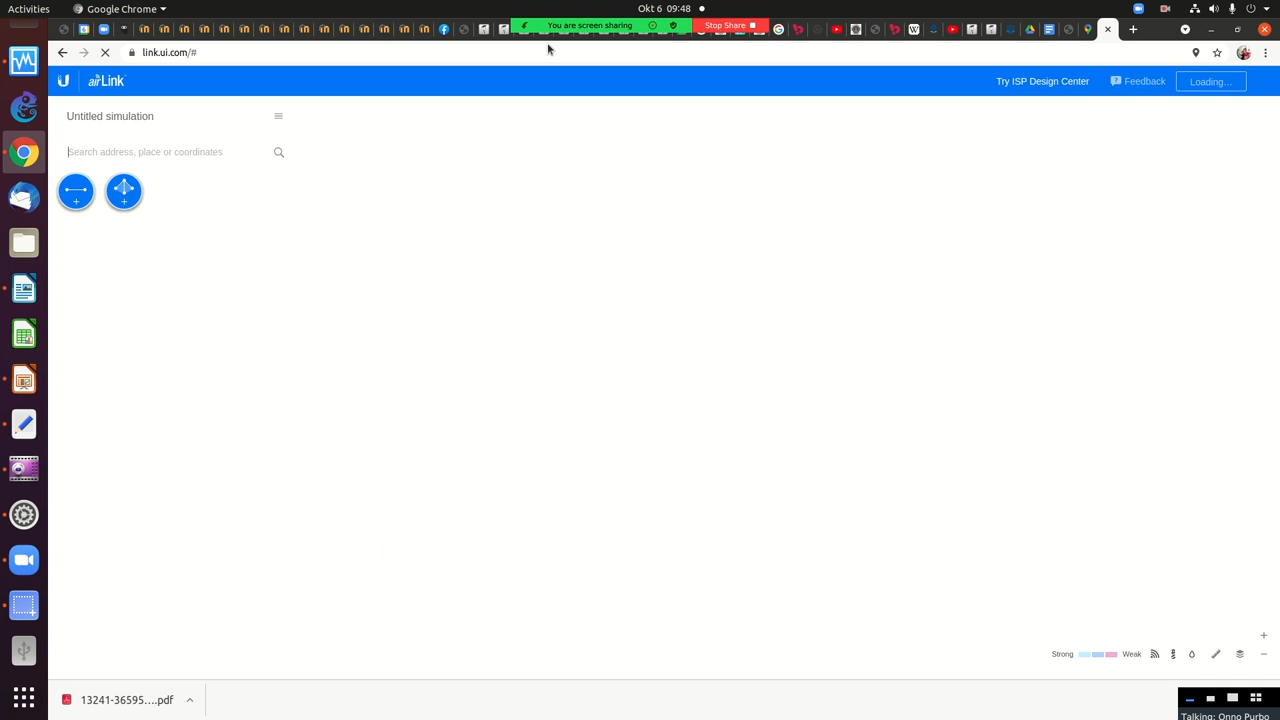 Activities
Google Chrome
Okt 6 09:48
You are screen sharing
Stop Share
link.ui.com/#
airLink
Try ISP Design Center
Feedback
Loading...
Untitled simulation
Search address, place or coordinates
Strong
Weak
13241-36595....pdf
Talking: Onno Purbo